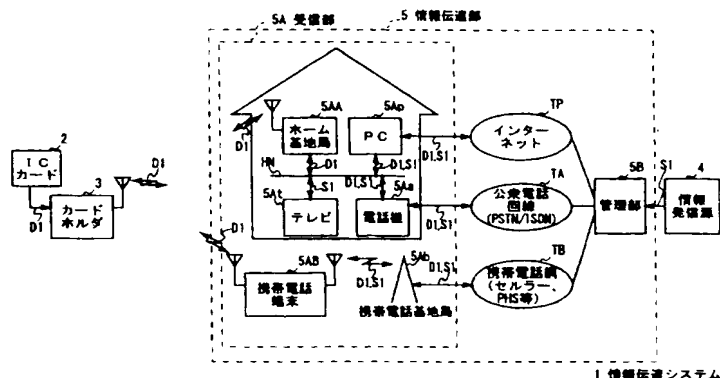 5A 受信部
5 情報伝達部
2
ICカード
D1
3
カードホルダ
D1
5AA
ホーム基地局
D1
5Ap
PC
HN
D1
D1,S1
S1
D1,S1
5At
テレビ
5Aa
電話機
D1
5AB
携帯電話端末
D1,S1
5Ab
携帯電話基地局
D1,S1
D1,S1
D1,S1
TP
インターネット
TA
公衆電話回線
(PSTN/ISDN)
TB
携帯電話網
(セルラー、
PHS等)
5B
管理部
S1
4
情報発信源
1 情報伝達システム